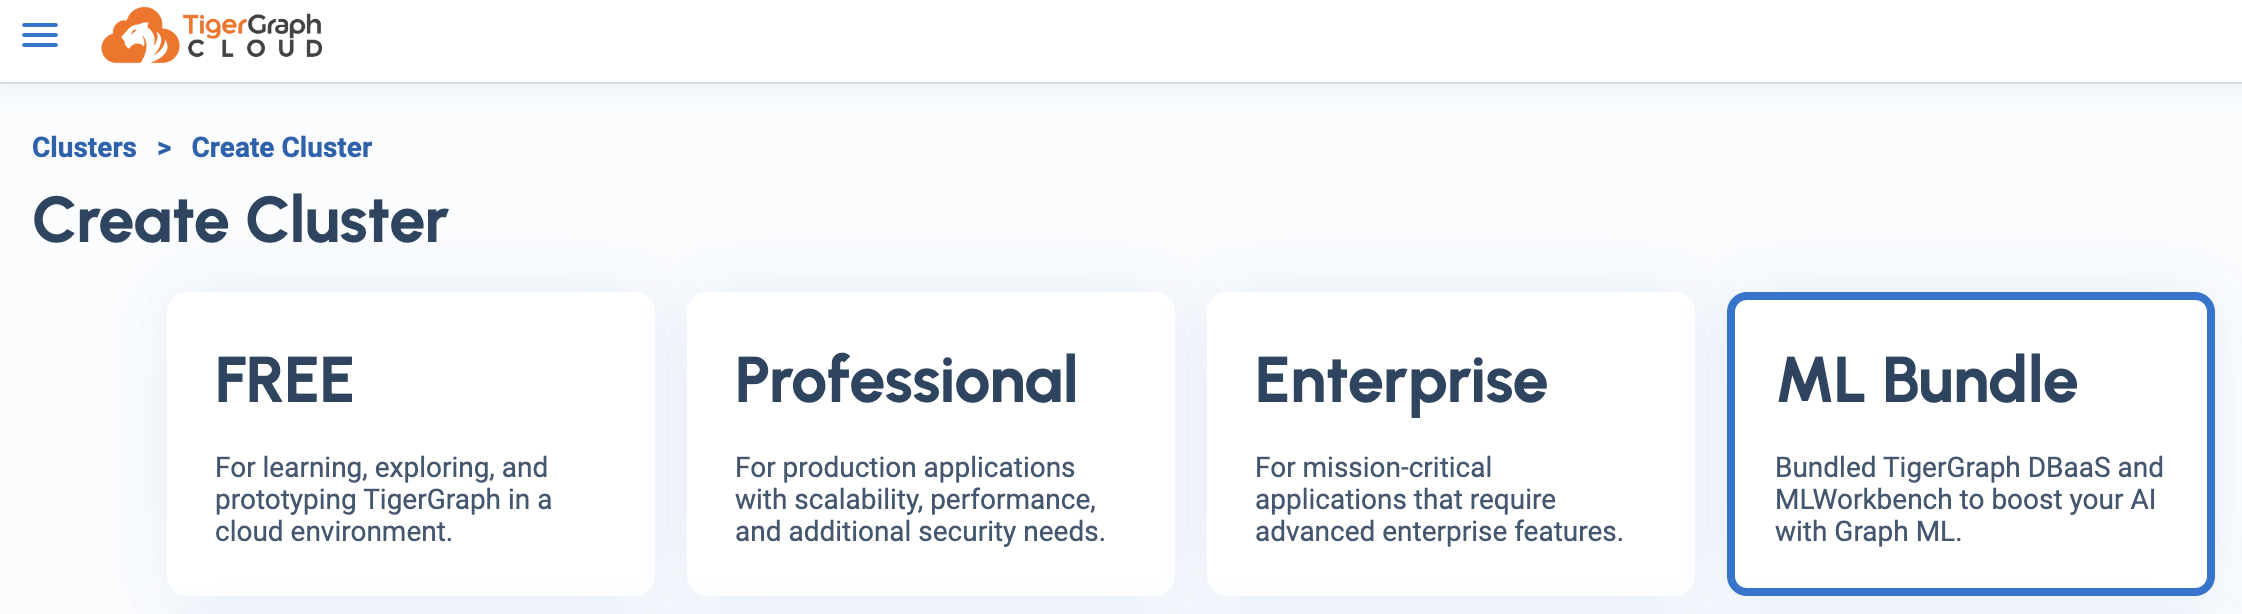 TigerGraph
CLOUD
Clusters > Create Cluster
Create Cluster
FREE
For learning, exploring, and
prototyping TigerGraph in a
cloud environment.
Professional
For production applications
with scalability, performance,
and additional security needs.
Enterprise
For mission-critical
applications that require
advanced enterprise features.
ML Bundle
Bundled TigerGraph DBaaS and
MLWorkbench to boost your AI
with Graph ML.